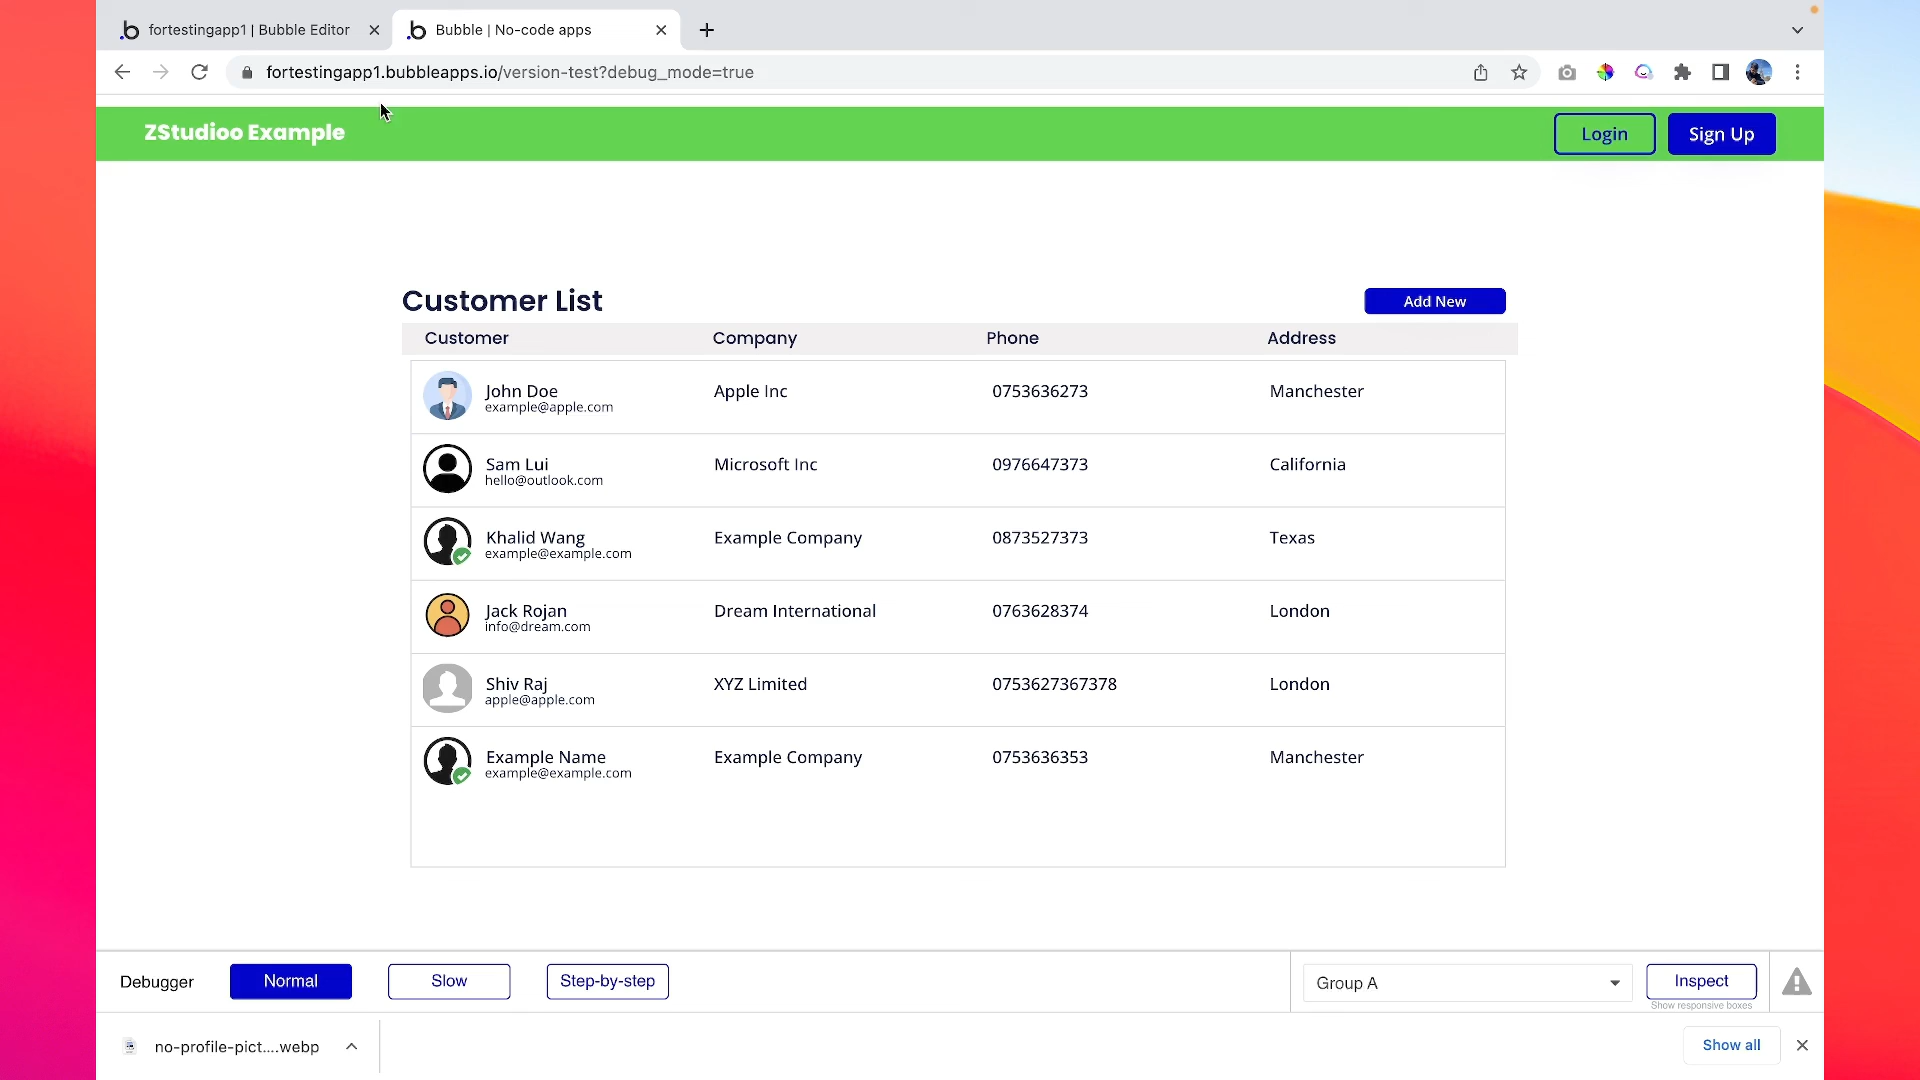 fortestingapp1 | Bubble Editor
Bubble | No-code apps
fortestingapp1.bubbleapps.io/version-test?debug_mode=true
ZStudioo Example
Login
Sign Up
Customer List
Add New
Customer Company Phone Address
John Doe Apple Inc 0753636273 Manchester
example@apple.com
Sam Lui Microsoft Inc 0976647373 California
hello@outlook.com
Khalid Wang Example Company 0873527373 Texas
example@example.com
Jack Rojan Dream International 0763628374 London
info@dream.com
Shiv Raj XYZ Limited 0753627367378 London
apple@apple.com
Example Name Example Company 0753636353 Manchester
example@example.com
Debugger Normal Slow Step-by-step Group A Inspect
Show responsive boxes
no-profile-pict....webp
Show all